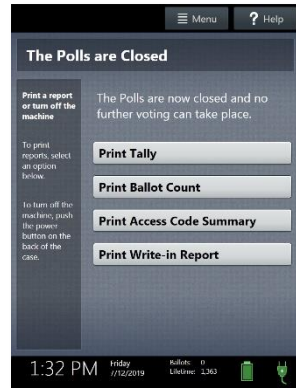 Menu
? Help
The Polls are Closed
Print a report
or turn off the
machine
To print
reports, select
an option
below.
To turn off the
machine, push
the power
button on the
back of the
case.
The Polls are now closed and no
further voting can take place.
Print Tally
Print Ballot Count
Print Access Code Summary
Print Write-in Report
1:32 PM
Friday
7/12/2019
Ballots: 0
Lifetime: 1,363